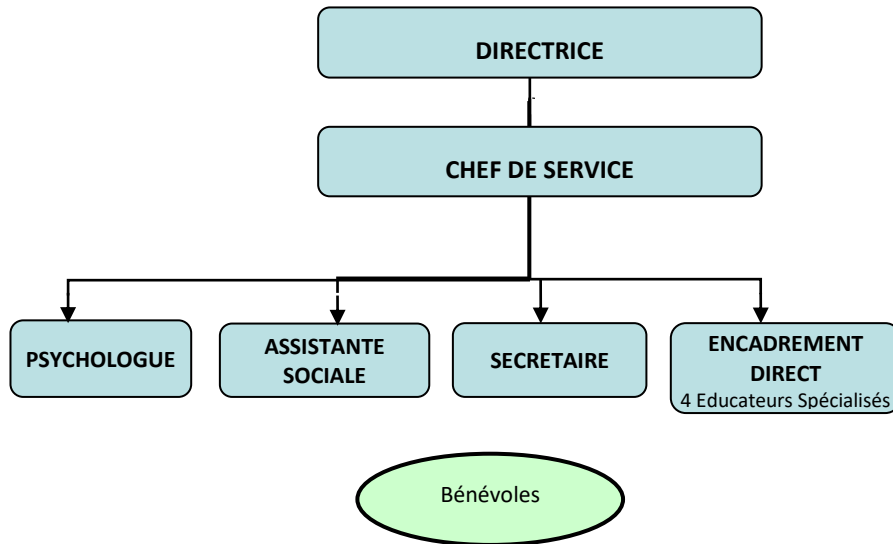 DIRECTRICE
CHEF DE SERVICE
PSYCHOLOGUE
ASSISTANTE
SOCIALE
SECRETAIRE
ENCADREMENT
DIRECT
4 Educateurs Spécialisés
Bénévoles